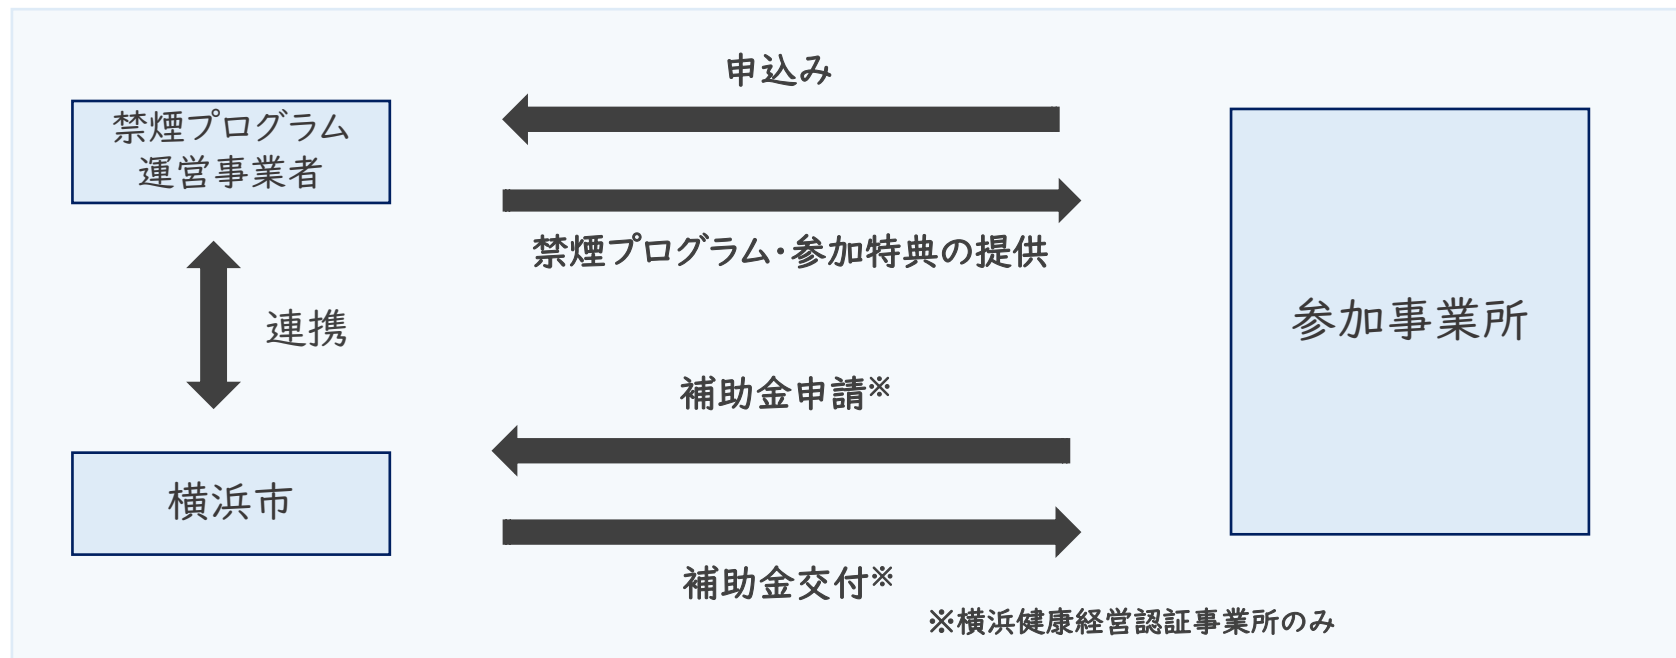 申込み
禁煙プログラム
運営事業者
禁煙プログラム・参加特典の提供
連携
参加事業所
補助金申請※
横浜市
補助金交付※
※横浜健康経営認証事業所のみ